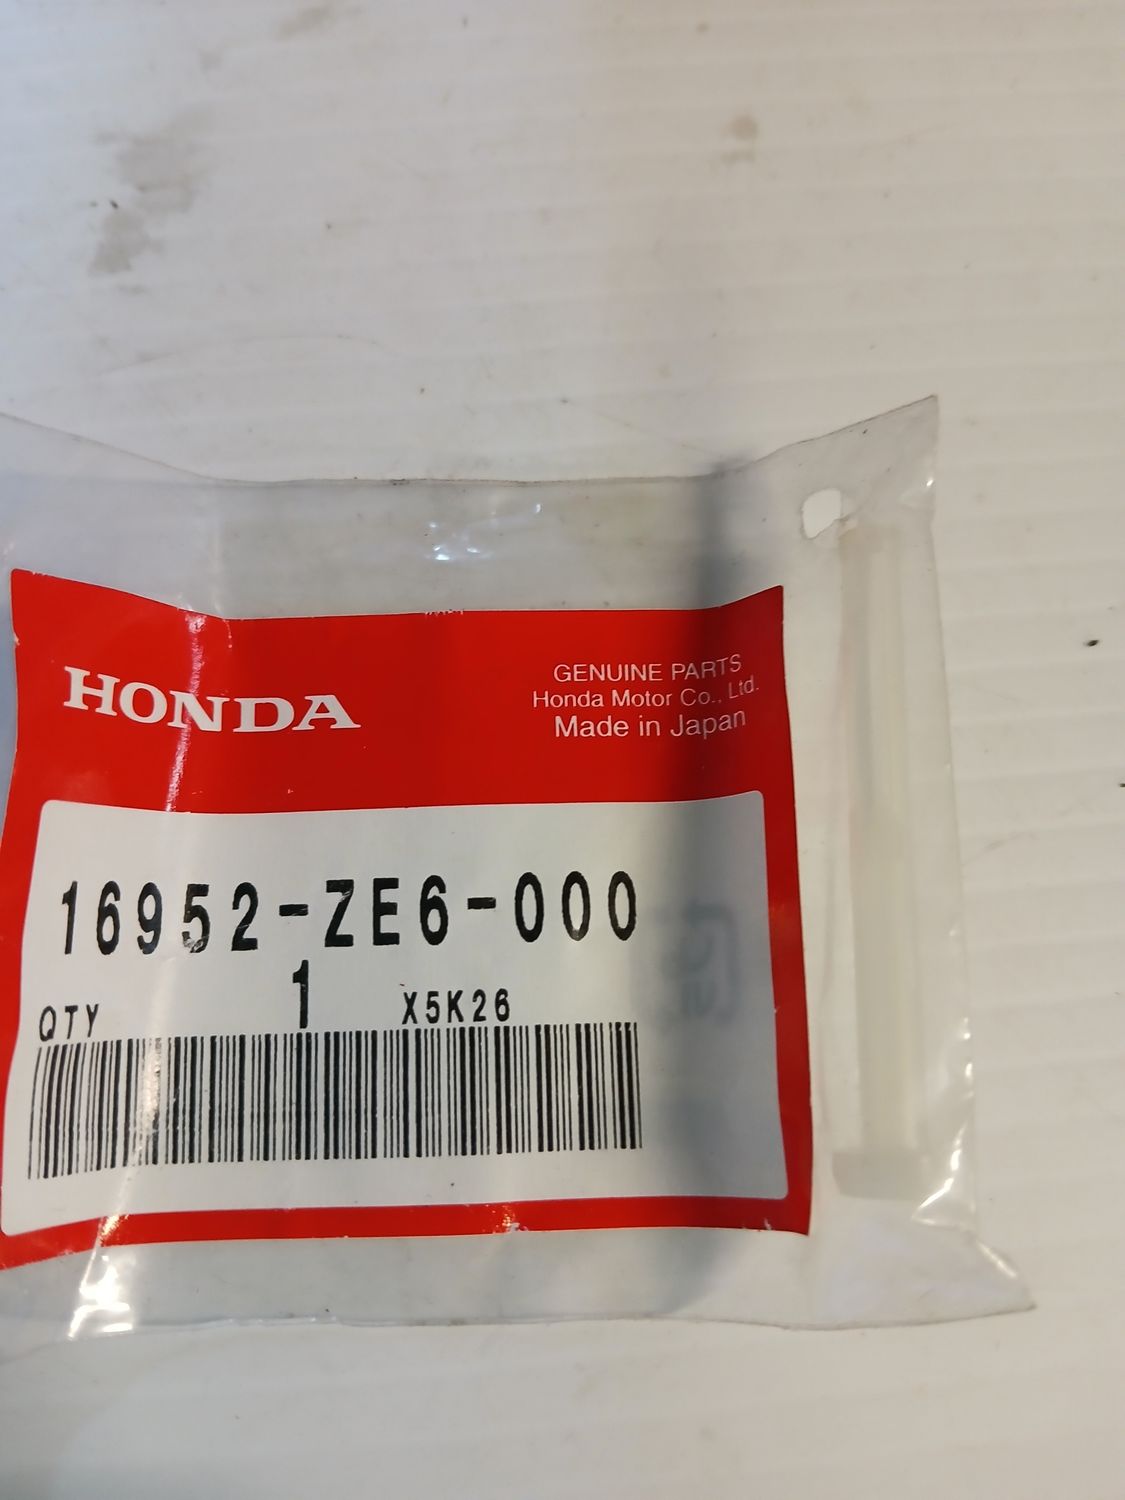 HONDA
GENUINE PARTS
Honda Motor Co., Ltd.
Made in Japan
16952-ZE6-000
QTY 1 X5K26